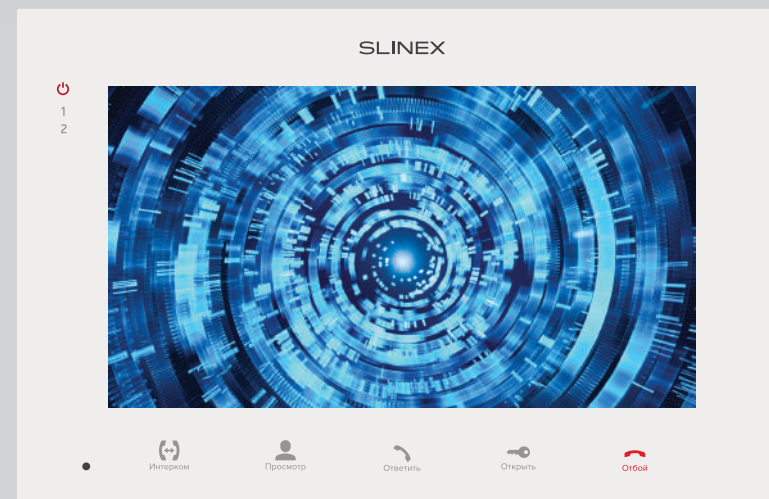 SLINEX
1
2
Интерком
Просмотр
Ответить
Открыть
Отбой